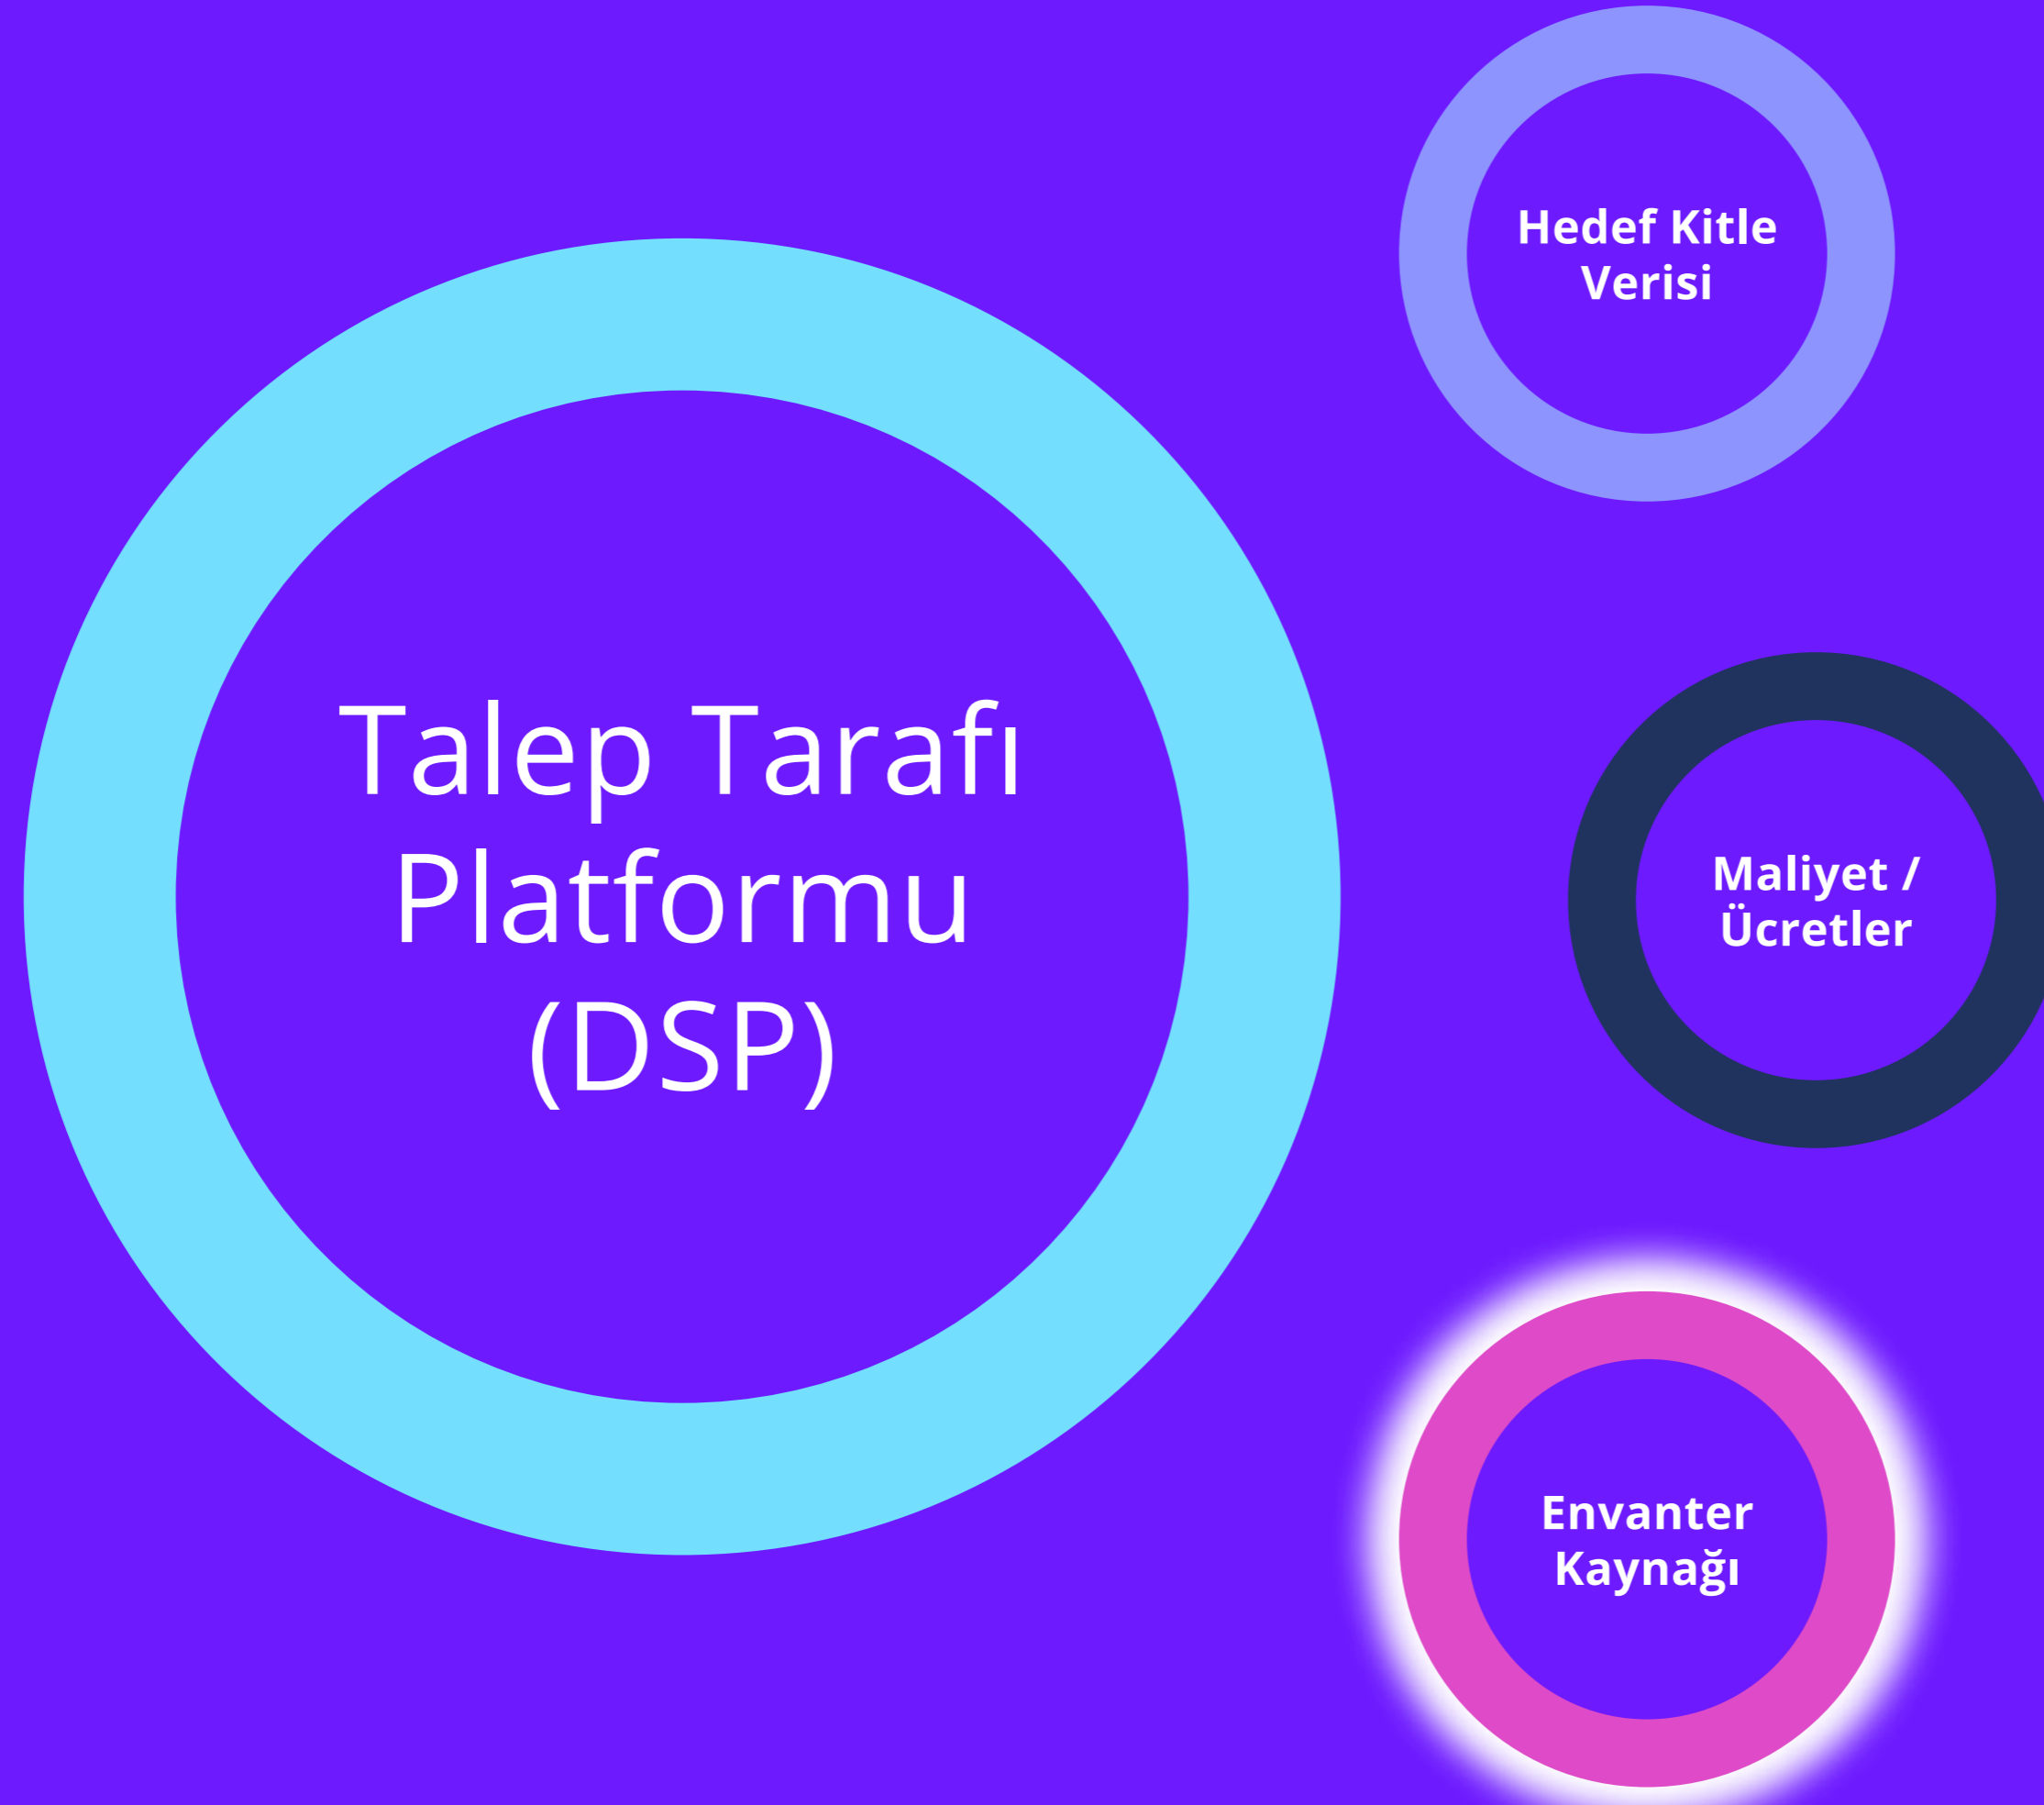 Talep Tarafı
Platformu
(DSP)
Hedef Kitle
Verisi
Maliyet /
Ücretler
Envanter
Kaynağı